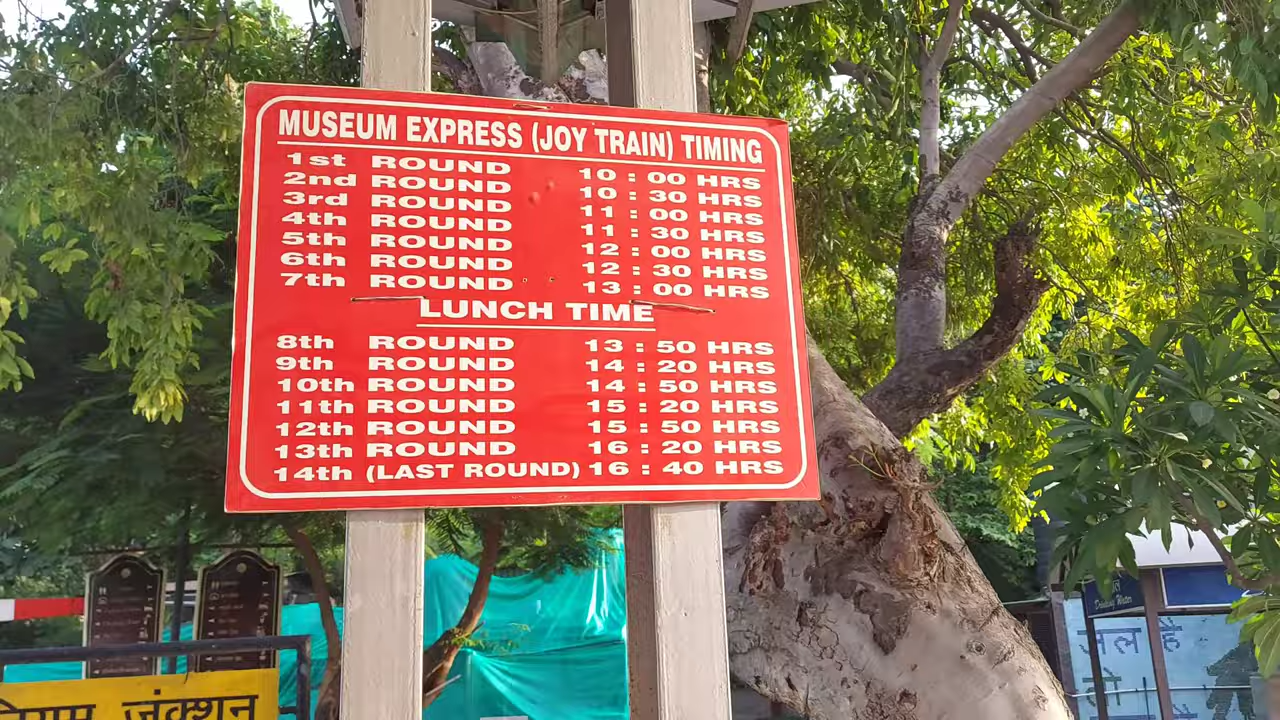 MUSEUM EXPRESS (JOY TRAIN) TIMING
1st ROUND 10 : 00 HRS
2nd ROUND 10 : 30 HRS
3rd ROUND 11 : 00 HRS
4th ROUND 11 : 30 HRS
5th ROUND 12 : 00 HRS
6th ROUND 12 : 30 HRS
7th ROUND 13 : 00 HRS
LUNCH TIME
8th ROUND 13 : 50 HRS
9th ROUND 14 : 20 HRS
10th ROUND 14 : 50 HRS
11th ROUND 15 : 20 HRS
12th ROUND 15 : 50 HRS
13th ROUND 16 : 20 HRS
14th (LAST ROUND) 16 : 40 HRS
Drinking Water
जल है
जंक्शन